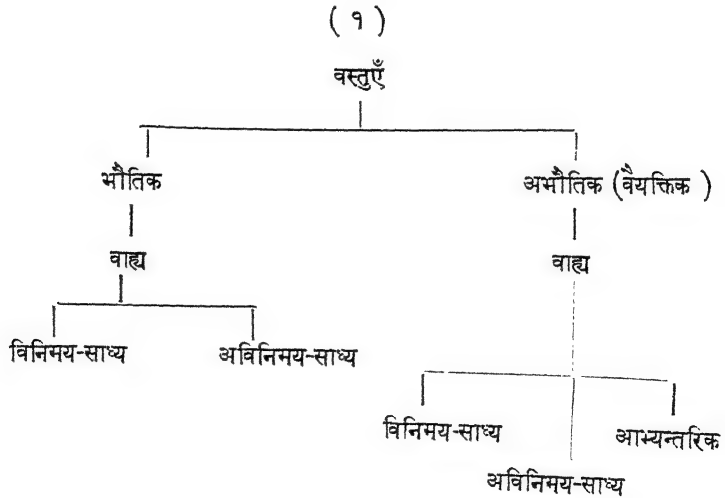 ( १ )
वस्तुएँ
भौतिक अभौतिक (वैयक्तिक )
वाह्य वाह्य
विनिमय-साध्य अविनिमय-साध्य
विनिमय-साध्य आभ्यन्तरिक
अविनिमय-साध्य